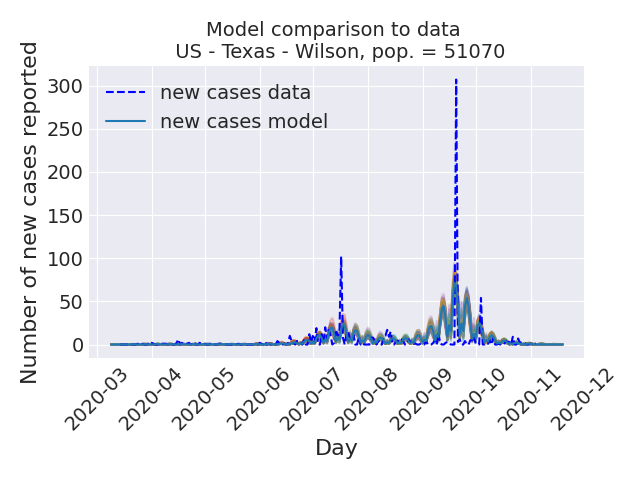 Model comparison to data
US - Texas - Wilson, pop. = 51070
Number of new cases reported
300
250
200
150
100
50
0
new cases data
new cases model
2020-03
2020-04
2020-05
2020-06
2020-07
2020-08
2020-09
2020-10
2020-11
2020-12
Day